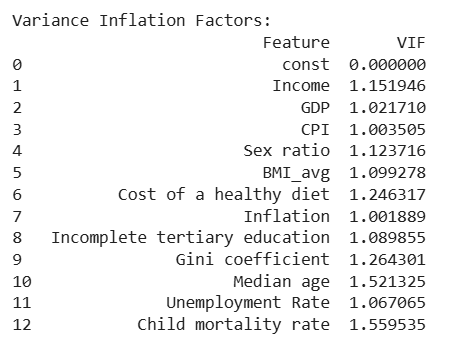 Variance Inflation Factors:
Feature VIF
0 const 0.000000
1 Income 1.151946
2 GDP 1.021710
3 CPI 1.003505
4 Sex ratio 1.123716
5 BMI_avg 1.099278
6 Cost of a healthy diet 1.246317
7 Inflation 1.001889
8 Incomplete tertiary education 1.089855
9 Gini coefficient 1.264301
10 Median age 1.521325
11 Unemployment Rate 1.067065
12 Child mortality rate 1.559535